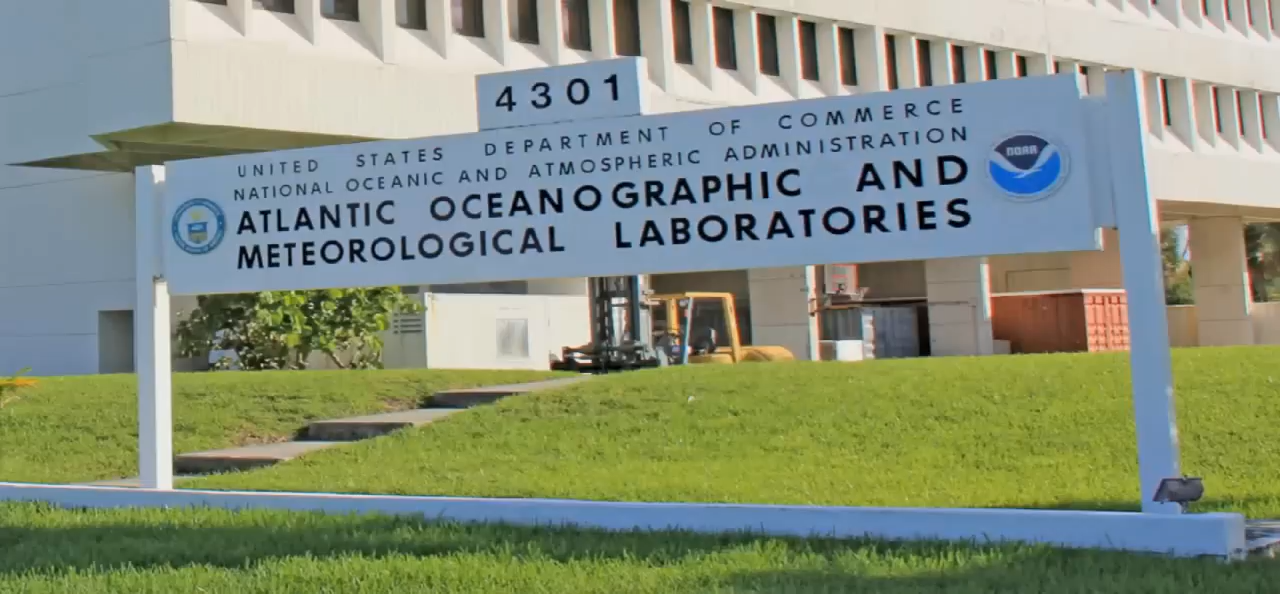 4301
UNITED STATES DEPARTMENT OF COMMERCE
NATIONAL OCEANIC AND ATMOSPHERIC ADMINISTRATION
ATLANTIC OCEANOGRAPHIC AND
METEOROLOGICAL LABORATORIES
NOAA